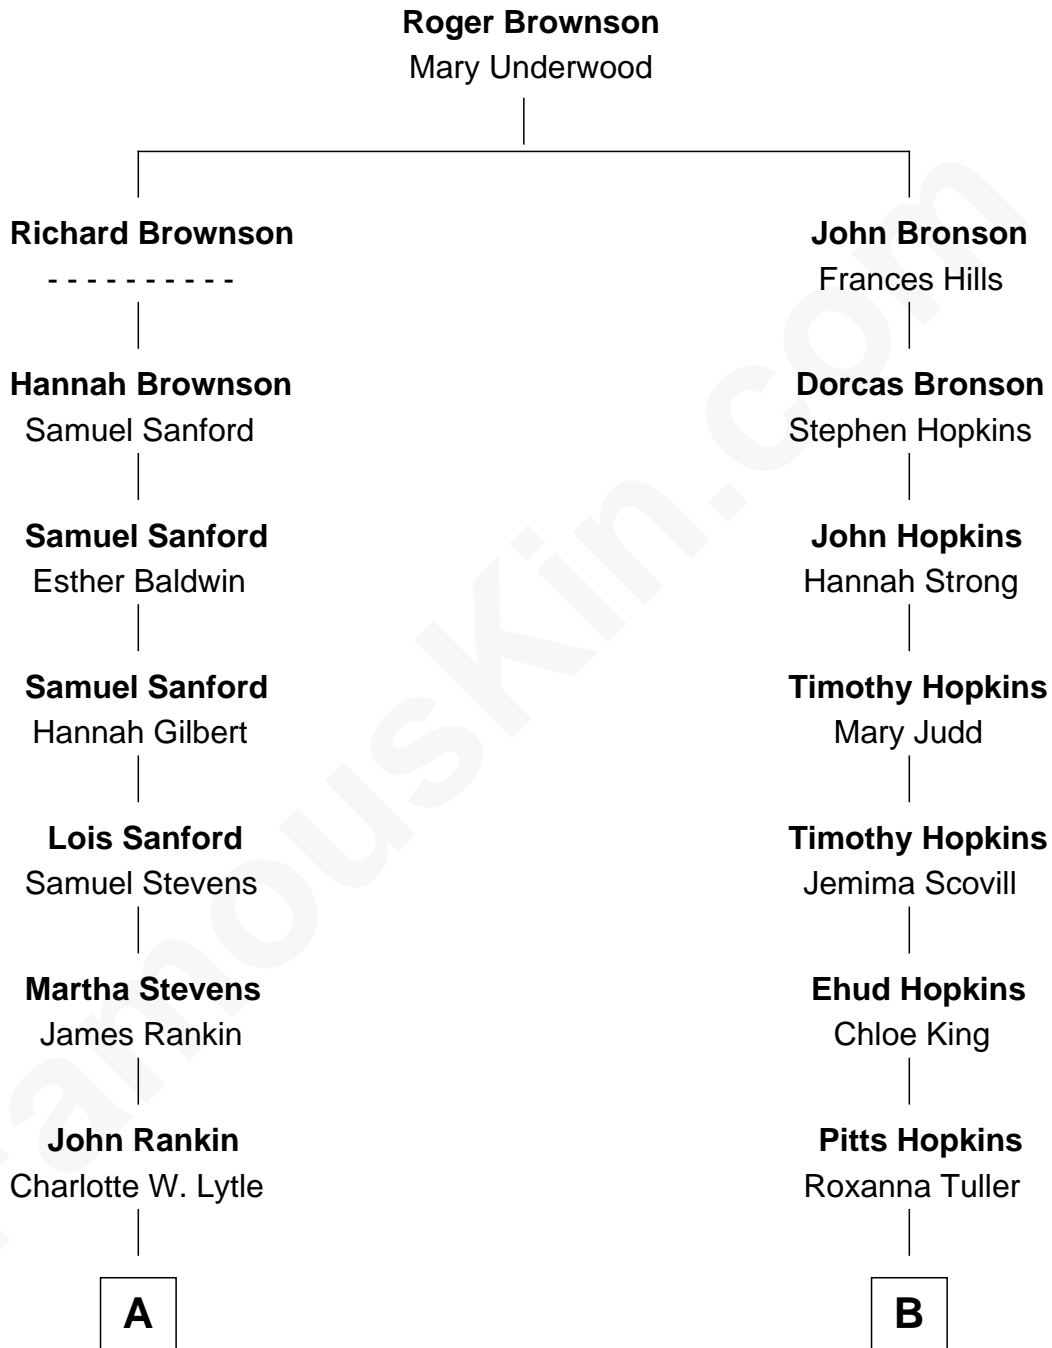 Roger Brownson
Mary Underwood
Richard Brownson
- - - - - - - - - -
Hannah Brownson
Samuel Sanford
Samuel Sanford
Esther Baldwin
Samuel Sanford
Hannah Gilbert
Lois Sanford
Samuel Stevens
Martha Stevens
James Rankin
John Rankin
Charlotte W. Lytle
A
John Bronson
Frances Hills
Dorcas Bronson
Stephen Hopkins
John Hopkins
Hannah Strong
Timothy Hopkins
Mary Judd
Timothy Hopkins
Jemima Scovill
Ehud Hopkins
Chloe King
Pitts Hopkins
Roxanna Tuller
B
FamousKin.com